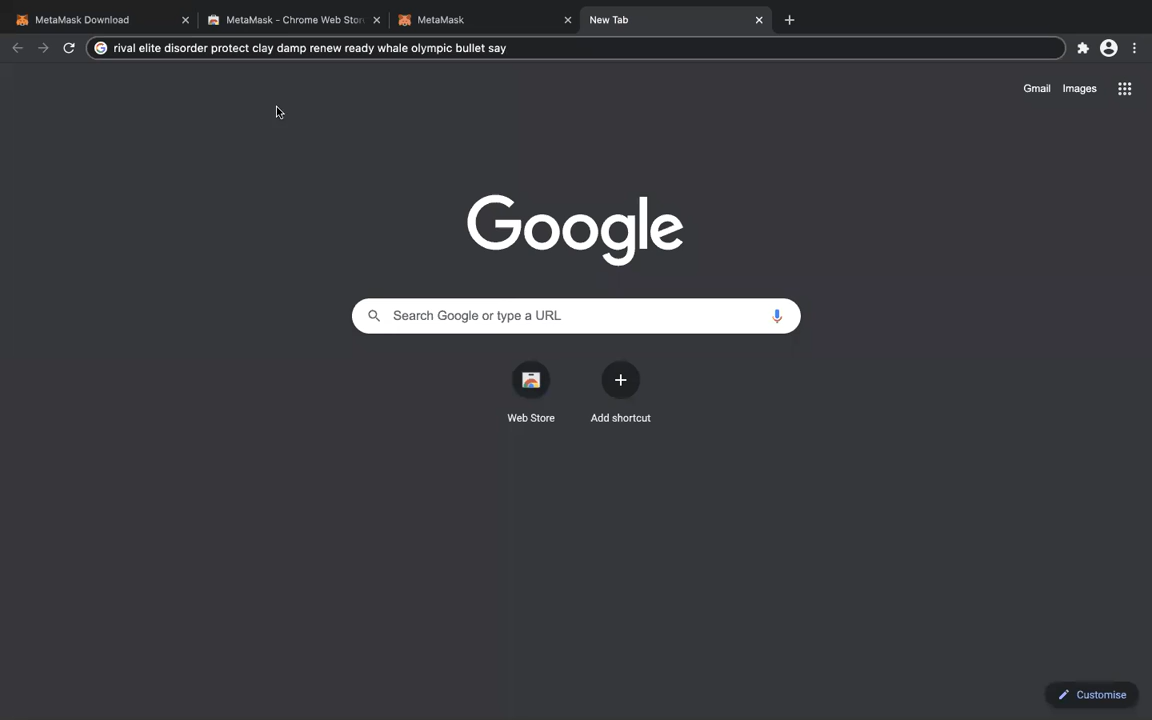 MetaMask Download
MetaMask - Chrome Web Stor
MetaMask
New Tab
rival elite disorder protect clay damp renew ready whale olympic bullet say
Gmail
Images
Google
Search Google or type a URL
Web Store
Add shortcut
Customise